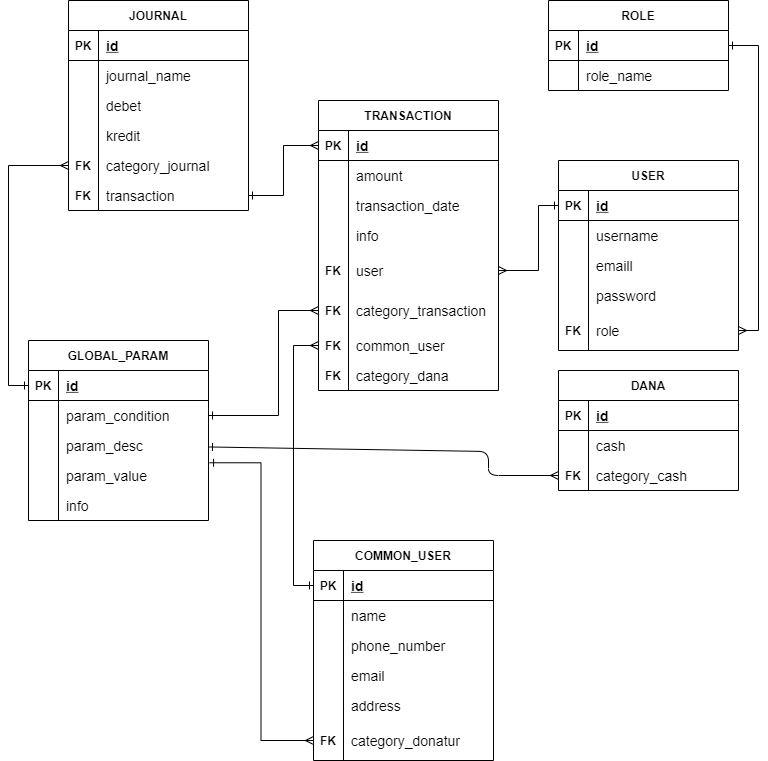 JOURNAL
PK id
journal_name
debet
kredit
FK category_journal
FK transaction
ROLE
PK id
role_name
TRANSACTION
PK id
amount
transaction_date
info
FK user
FK category_transaction
FK common_user
FK category_dana
USER
PK id
username
emaill
password
FK role
GLOBAL_PARAM
PK id
param_condition
param_desc
param_value
info
DANA
PK id
cash
FK category_cash
COMMON_USER
PK id
name
phone_number
email
address
FK category_donatur